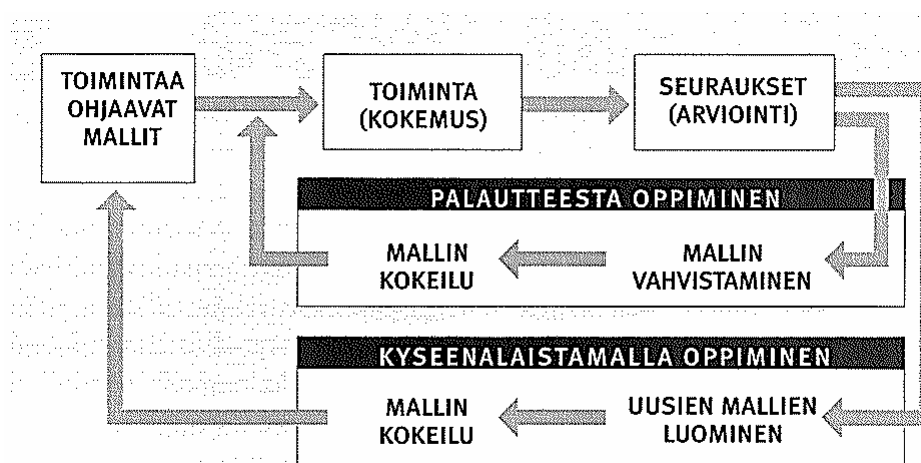 TOIMINTAA
OHJAAVAT
MALLIT
TOIMINTA
(KOKEMUS)
SEURAUKSET
(ARVIOINTI)
PALAUTTEESTA OPPIMINEN
MALLIN
KOKEILU
MALLIN
VAHVISTAMINEN
KYSEENALAISTAMALLA OPPIMINEN
MALLIN
KOKEILU
UUSIEN MALLIEN
LUOMINEN